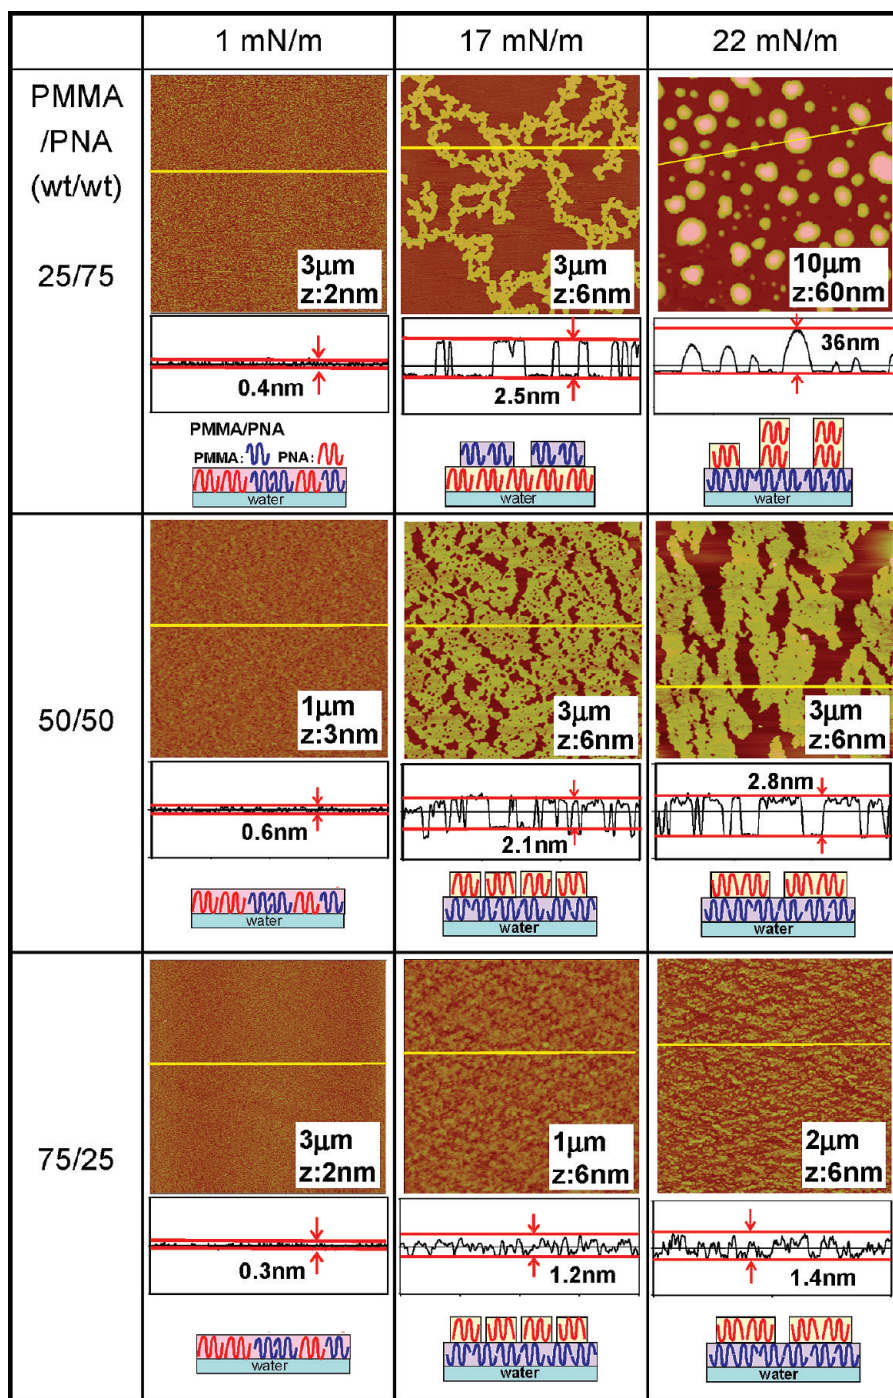 1 mN/m
17 mN/m
22 mN/m
PMMA
/PNA
(wt/wt)
25/75
3μm
z:2nm
3μm
z:6nm
10μm
z:60nm
0.4nm
2.5nm
36nm
PMMA/PNA
PMMA:
PNA:
water
water
water
50/50
1μm
z:3nm
3μm
z:6nm
3μm
z:6nm
0.6nm
2.1nm
2.8nm
water
water
water
75/25
3μm
z:2nm
1μm
z:6nm
2μm
z:6nm
0.3nm
1.2nm
1.4nm
water
water
water